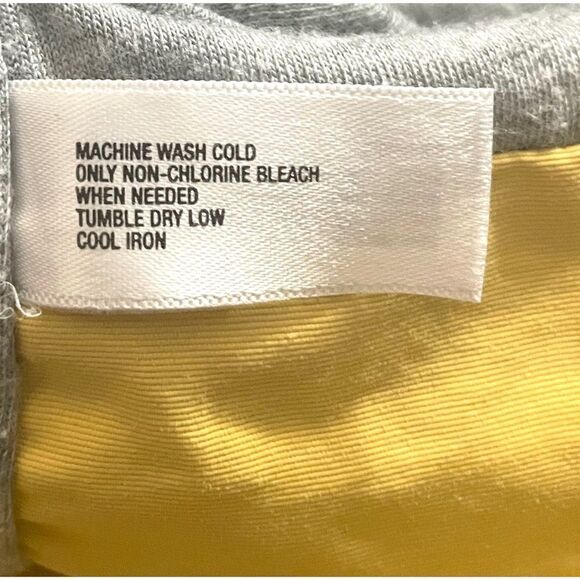 MACHINE WASH COLD
ONLY NON-CHLORINE BLEACH
WHEN NEEDED
TUMBLE DRY LOW
COOL IRON